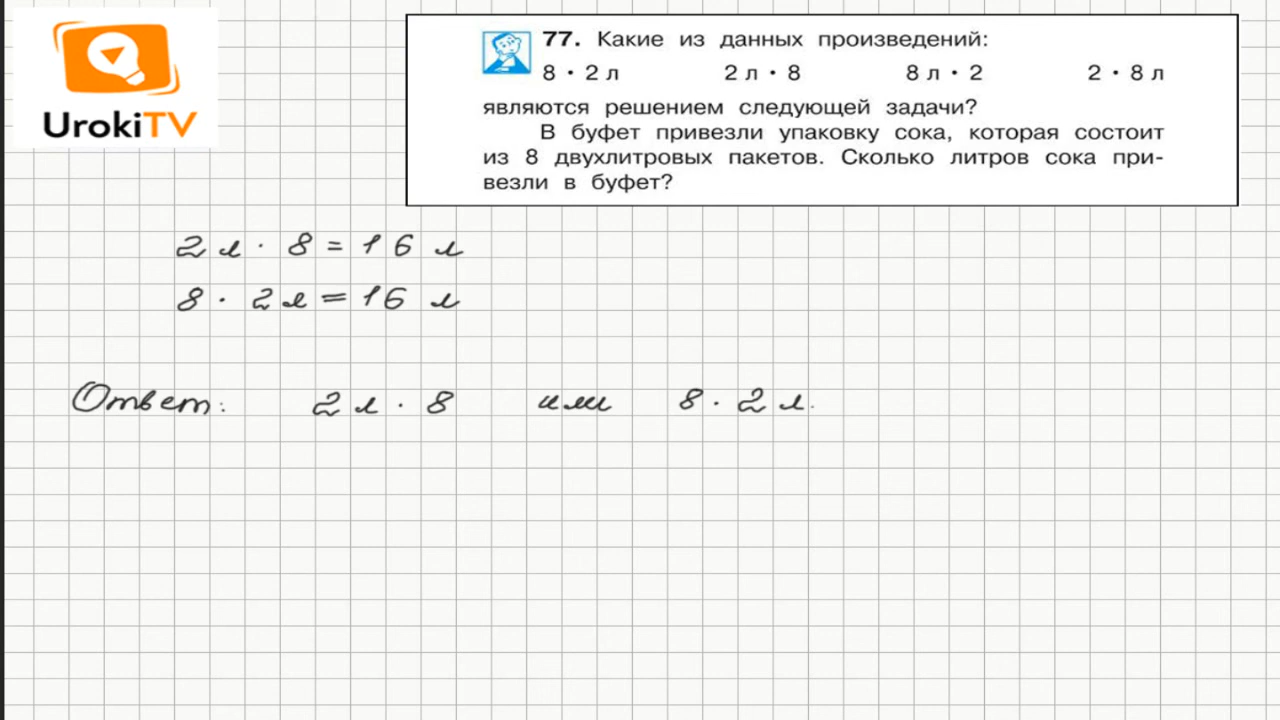 UrokiTV
77. Какие из данных произведений:
8 · 2 л 2 л · 8 8 л · 2 2 · 8 л
являются решением следующей задачи?
В буфет привезли упаковку сока, которая состоит
из 8 двухлитровых пакетов. Сколько литров сока при-
везли в буфет?
2 л · 8 = 16 л
8 · 2 л = 16 л
Ответ: 2 л · 8 или 8 · 2 л.